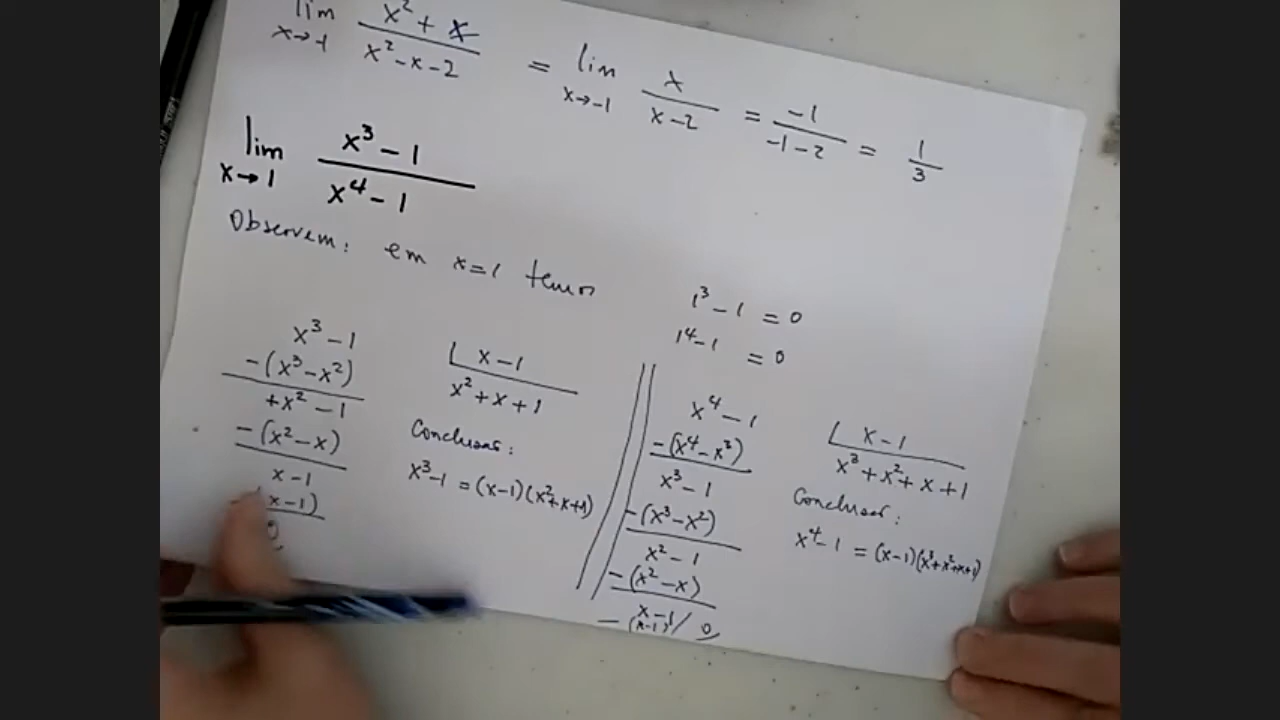 lim x→-1 (x² + x)/(x² - x - 2) = lim x→-1 x/(x - 2) = -1/(-1-2) = 1/3
lim x→1 (x³ - 1)/(x⁴ - 1)
Observem: em x=1 temos
1³ - 1 = 0
1⁴ - 1 = 0
x³ - 1 | x - 1
-(x³ - x²) x² + x + 1
+x² - 1
-(x² - x)
x - 1
x - 1)
0
Conclusão:
x³-1 = (x-1)(x²+x+1)
x⁴ - 1 | x - 1
-(x⁴ - x³) x³ + x² + x + 1
x³ - 1
-(x³ - x²)
x² - 1
-(x² - x)
x - 1
-(x-1) / 0
Conclusão:
x⁴-1 = (x-1)(x³+x²+x+1)